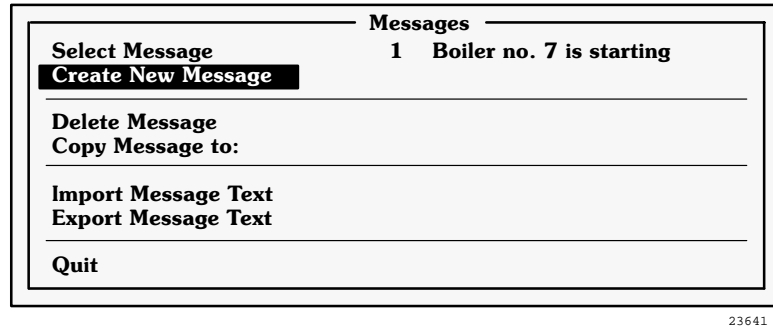 Messages
Select Message 1 Boiler no. 7 is starting
Create New Message
Delete Message
Copy Message to:
Import Message Text
Export Message Text
Quit
23641